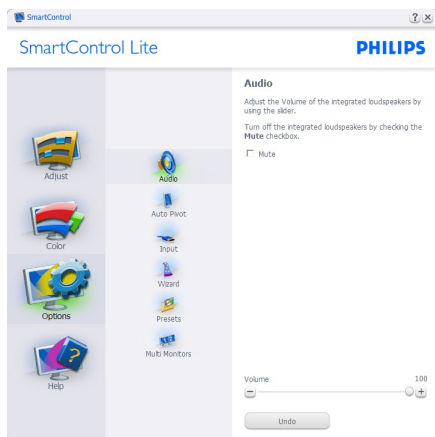 SmartControl
SmartControl Lite
PHILIPS
Adjust
Color
Options
Help
Audio
Auto Pivot
Input
Wizard
Presets
Multi Monitors
Audio
Adjust the Volume of the integrated loudspeakers by
using the slider.
Turn off the integrated loudspeakers by checking the
Mute checkbox.
Mute
Volume 100
Undo